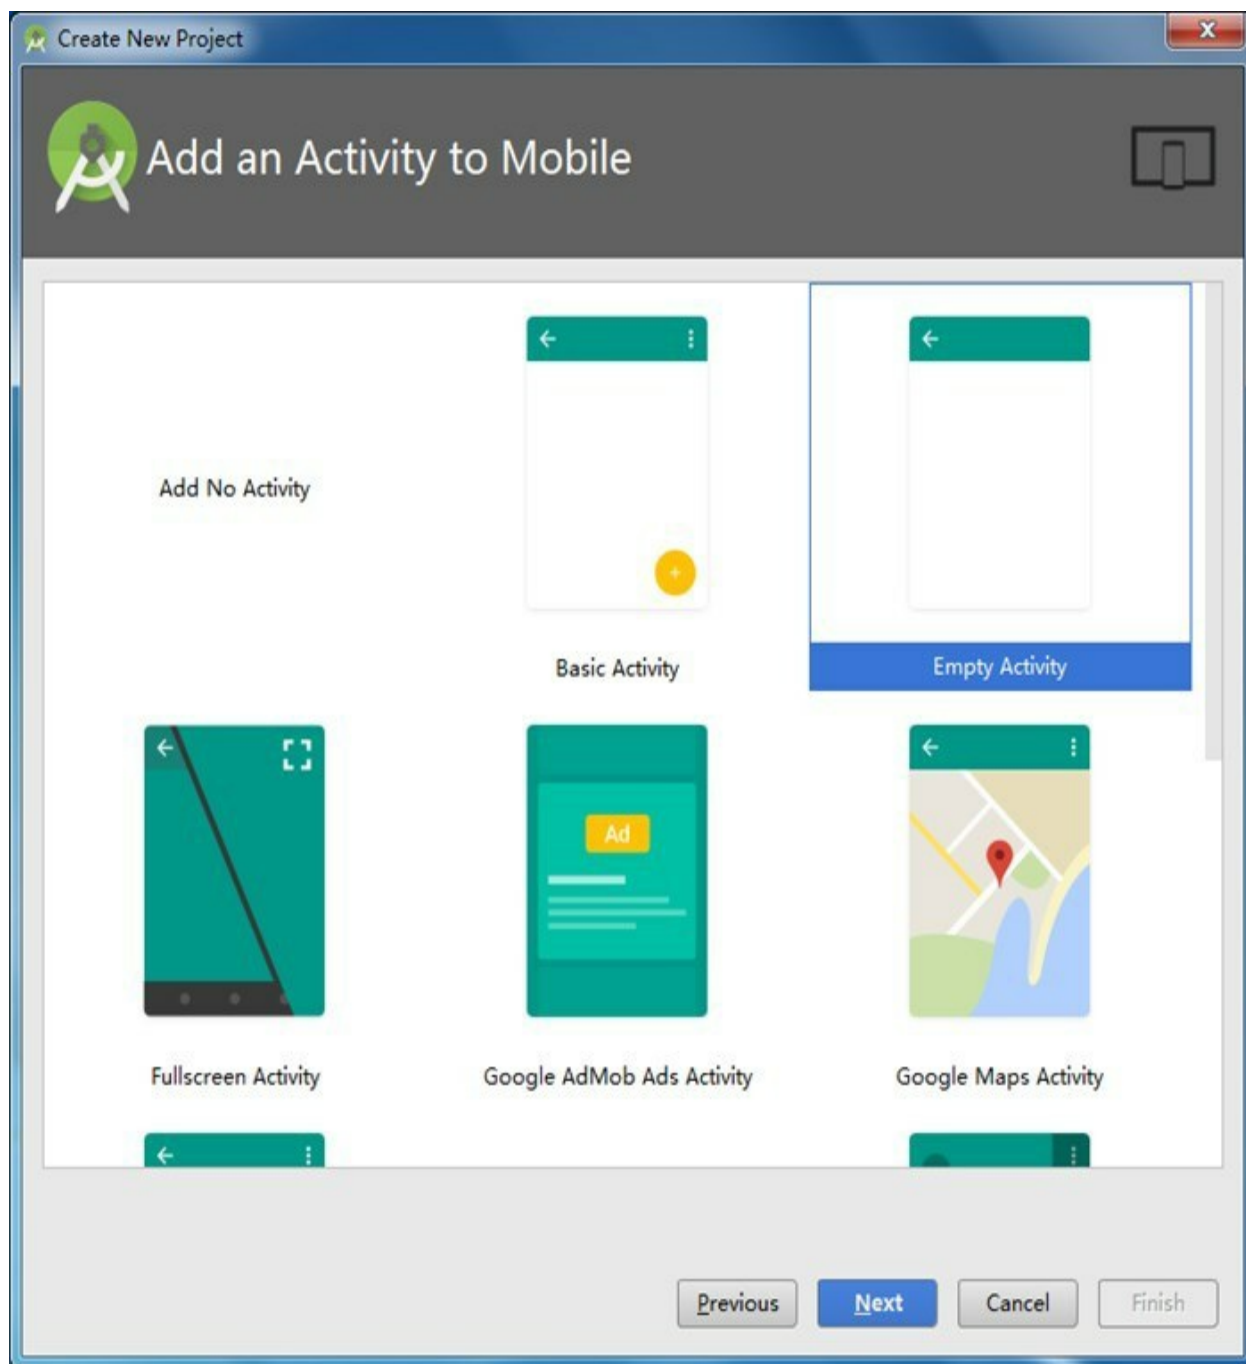 Create New Project
Add an Activity to Mobile
Add No Activity
Basic Activity
Empty Activity
Ad
Fullscreen Activity
Google AdMob Ads Activity
Google Maps Activity
Previous
Next
Cancel
Finish